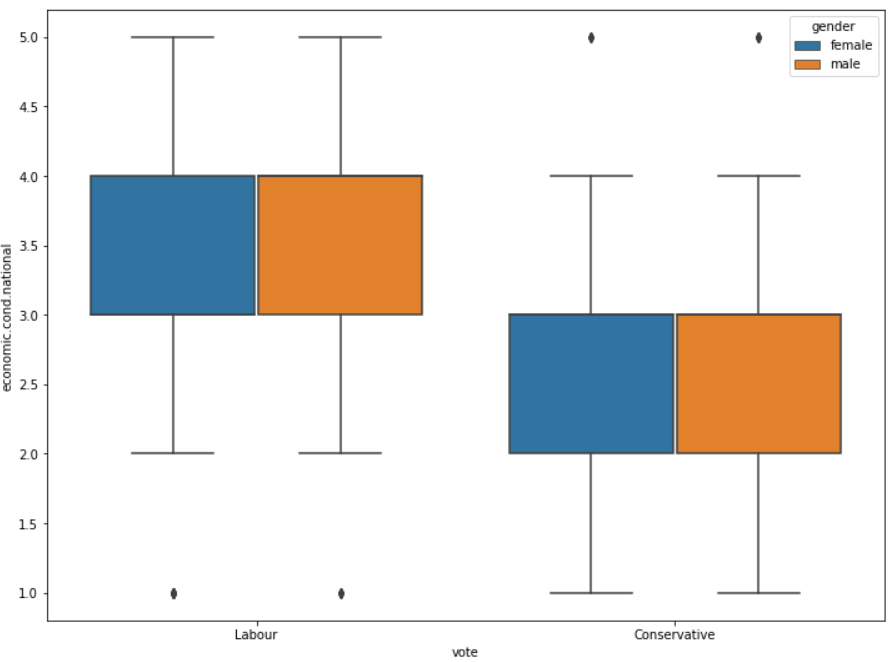 gender
female
male
5.0
4.5
4.0
3.5
3.0
2.5
2.0
1.5
1.0
economic.cond.national
Labour
Conservative
vote